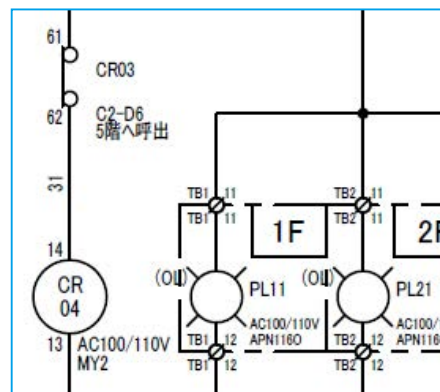 61
CR03
62
C2-D6
5階へ呼出
31
14
CR
04
13
AC100/110V
MY2
TB1 11
TB1 11
1F
(OL)
PL11
AC100/110V
APN116O
TB1 12
TB1 12
TB2 11
TB2 11
(OL)
PL21
TB2 12
TB2 12